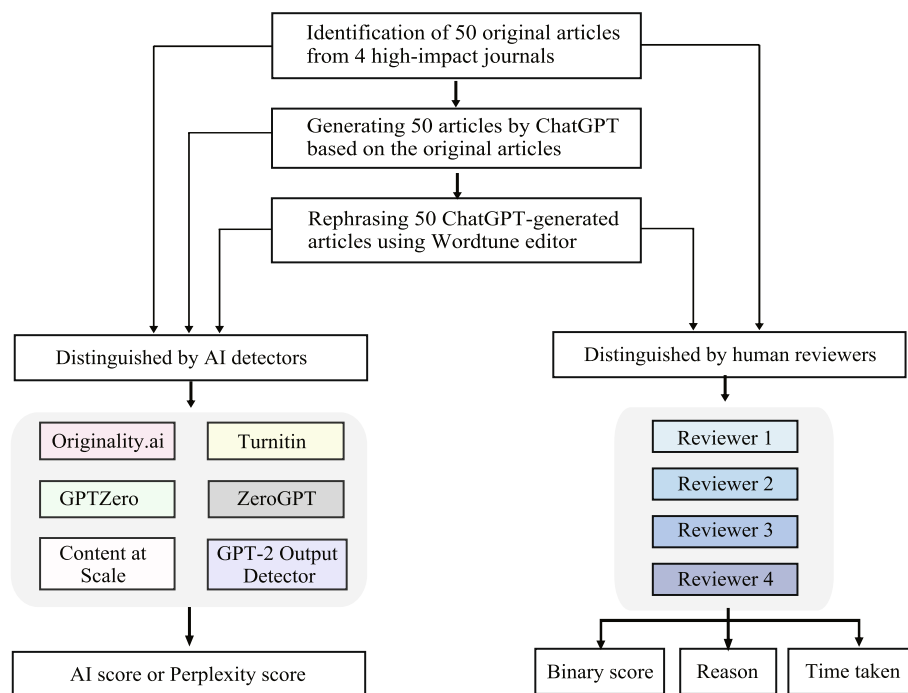 Identification of 50 original articles
from 4 high-impact journals
Generating 50 articles by ChatGPT
based on the original articles
Rephrasing 50 ChatGPT-generated
articles using Wordtune editor
Distinguished by AI detectors
Distinguished by human reviewers
Originality.ai
Turnitin
GPTZero
ZeroGPT
Content at
Scale
GPT-2 Output
Detector
Reviewer 1
Reviewer 2
Reviewer 3
Reviewer 4
AI score or Perplexity score
Binary score
Reason
Time taken